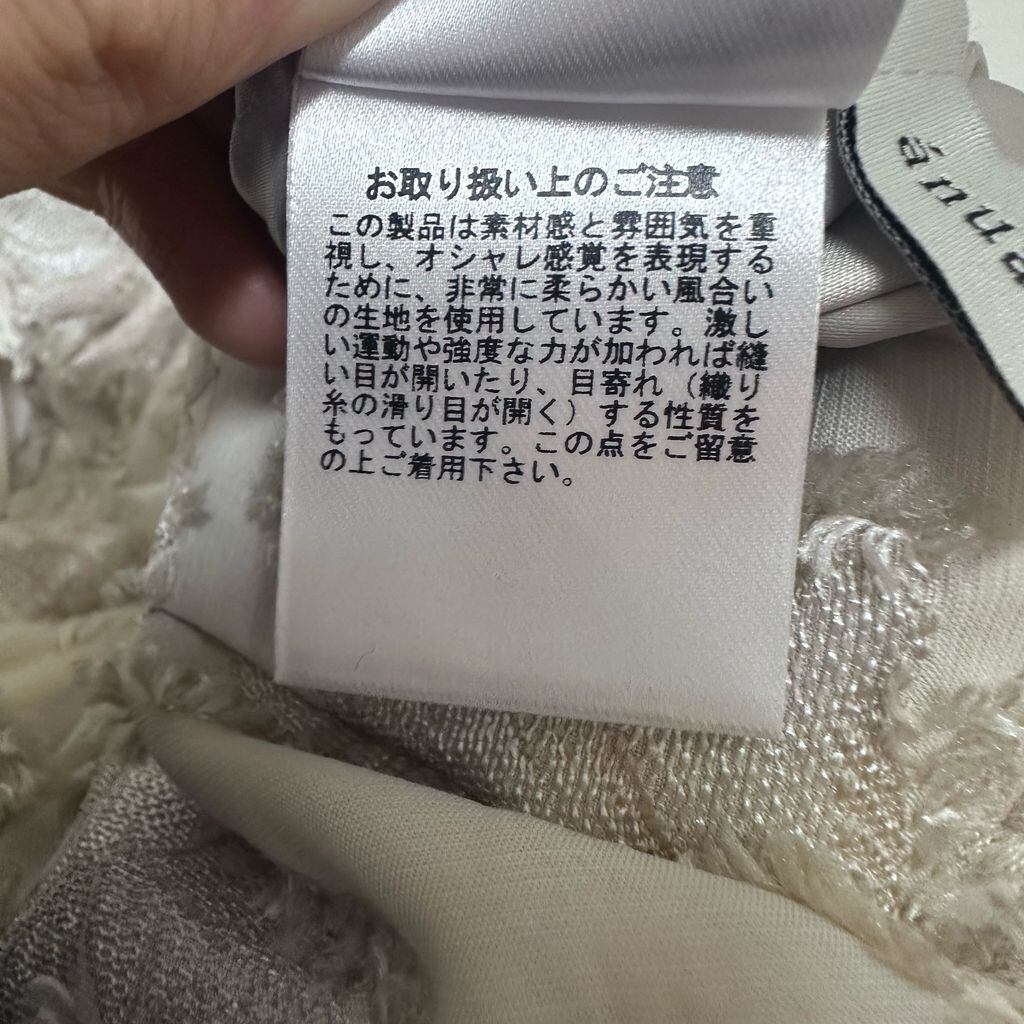 お取り扱い上のご注意
この製品は素材感と雰囲気を重
視し、オシャレ感覚を表現する
ために、非常に柔らかい風合い
の生地を使用しています。激し
い運動や強度な力が加われば縫
い目が開いたり、目寄れ（織り
糸の滑り目が開く）する性質を
もっています。この点をご留意
の上ご着用下さい。